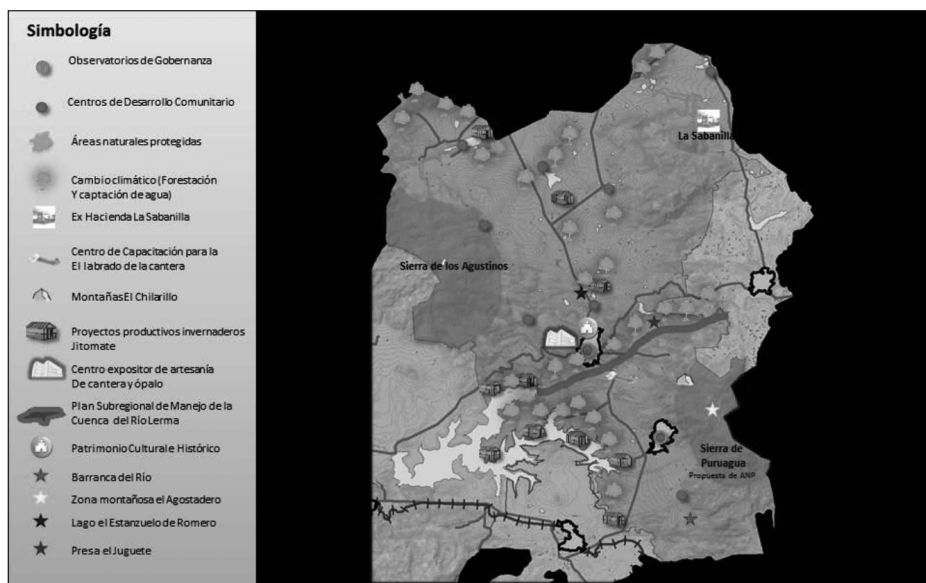 Simbología
Observatorios de Gobernanza
Centros de Desarrollo Comunitario
Áreas naturales protegidas
Cambio climático (Forestación
Y captación de agua)
Ex Hacienda La Sabanilla
Centro de Capacitación para la
El labrado de la cantera
Montañas El Chilarillo
Proyectos productivos invernaderos
Jitomate
Centro expositor de artesanía
De cantera y ópalo
Plan Subregional de Manejo de la
Cuenca del Río Lerma
Patrimonio Cultural e Histórico
Barranca del Río
Zona montañosa el Agostadero
Lago el Estanzuelo de Romero
Presa el Juguete
La Sabanilla
Sierra de los Agustinos
Sierra de
Puruagua
Propuesta de ANP